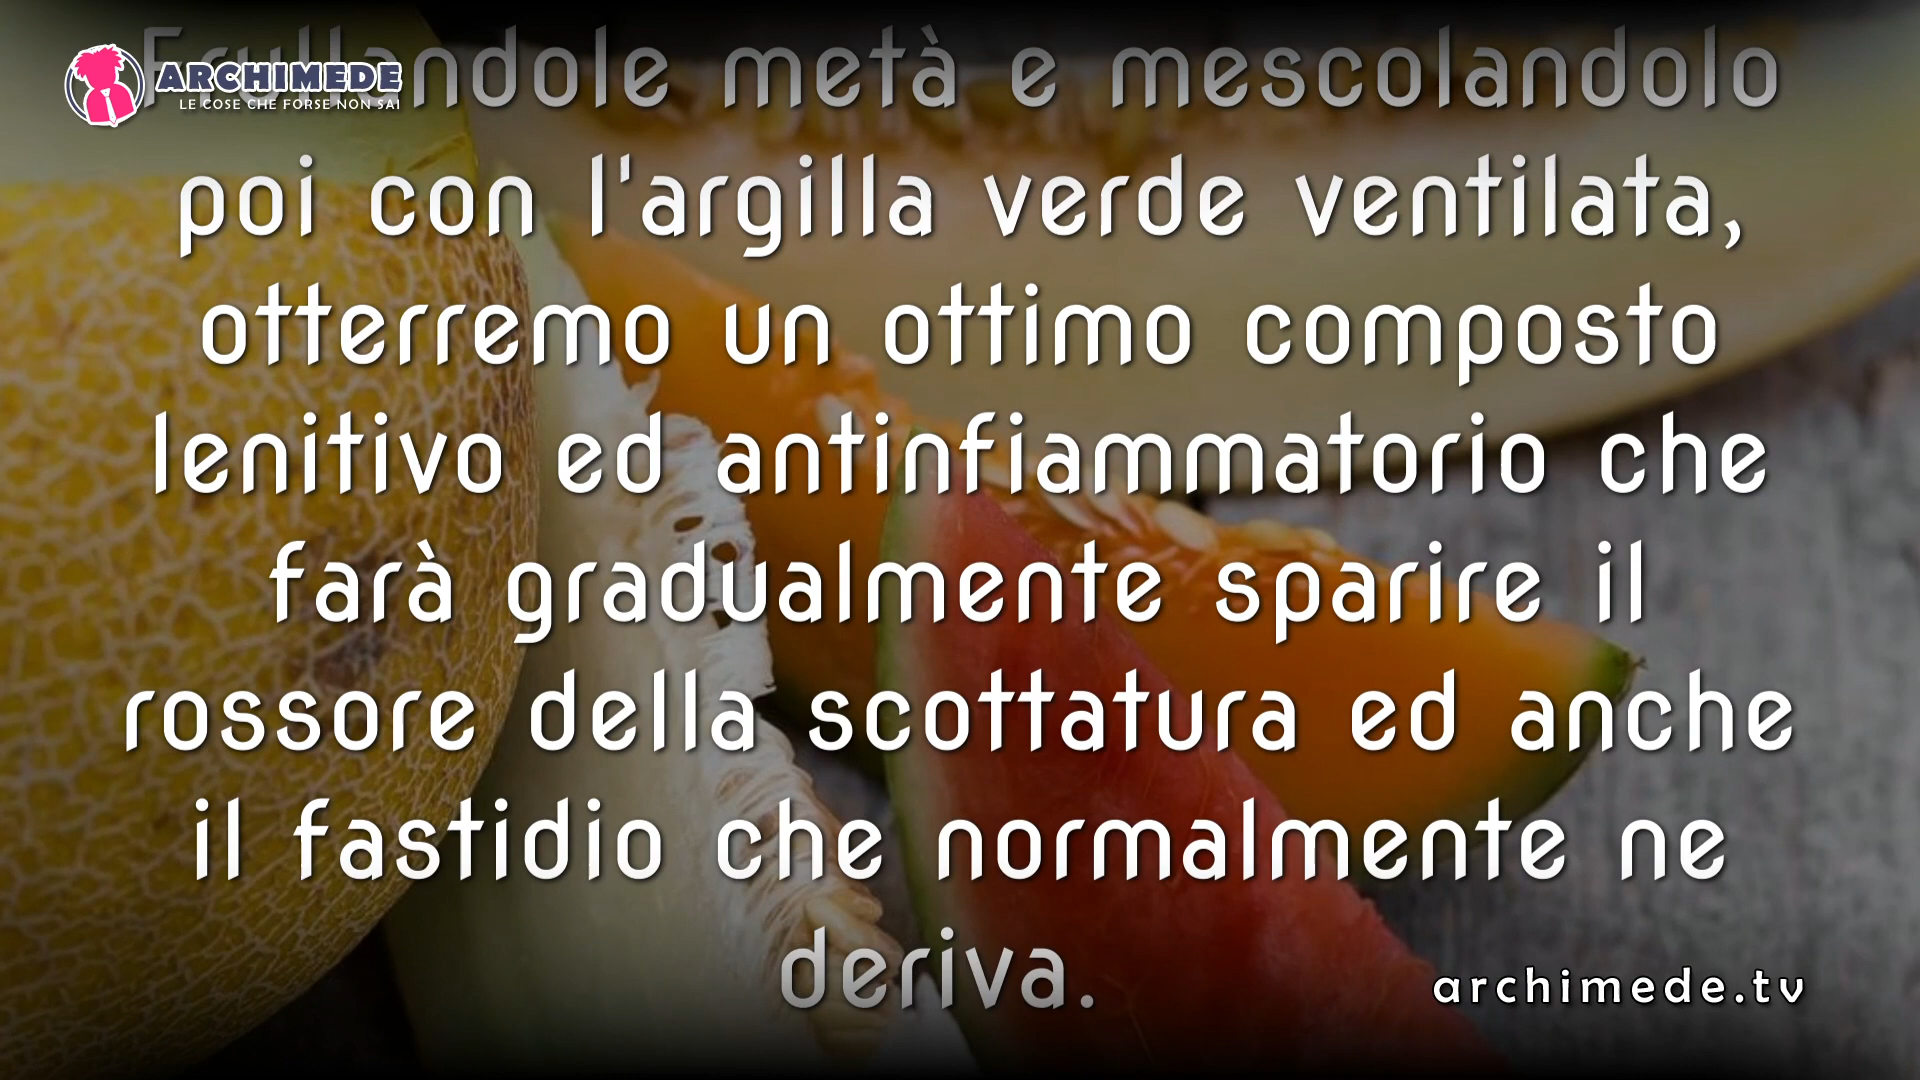 ARCHIMEDE
LE COSE CHE FORSE NON SAI
Frullandole metà e mescolandolo
poi con l'argilla verde ventilata,
otterremo un ottimo composto
lenitivo ed antinfiammatorio che
farà gradualmente sparire il
rossore della scottatura ed anche
il fastidio che normalmente ne
deriva.
archimede.tv